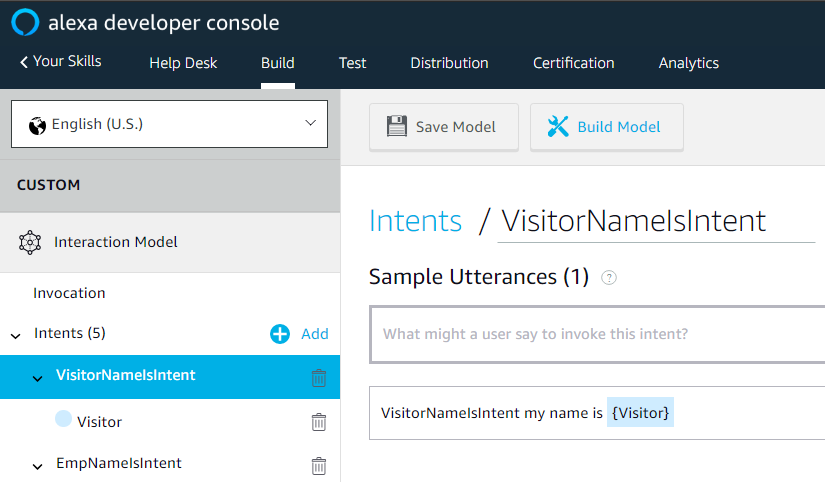 alexa developer console
Your Skills Help Desk Build Test Distribution Certification Analytics
English (U.S.)
Save Model Build Model
CUSTOM
Interaction Model
Intents / VisitorNameIsIntent
Sample Utterances (1) ?
Invocation
Intents (5) Add
What might a user say to invoke this intent?
VisitorNameIsIntent
VisitorNameIsIntent my name is {Visitor}
Visitor
EmpNameIsIntent